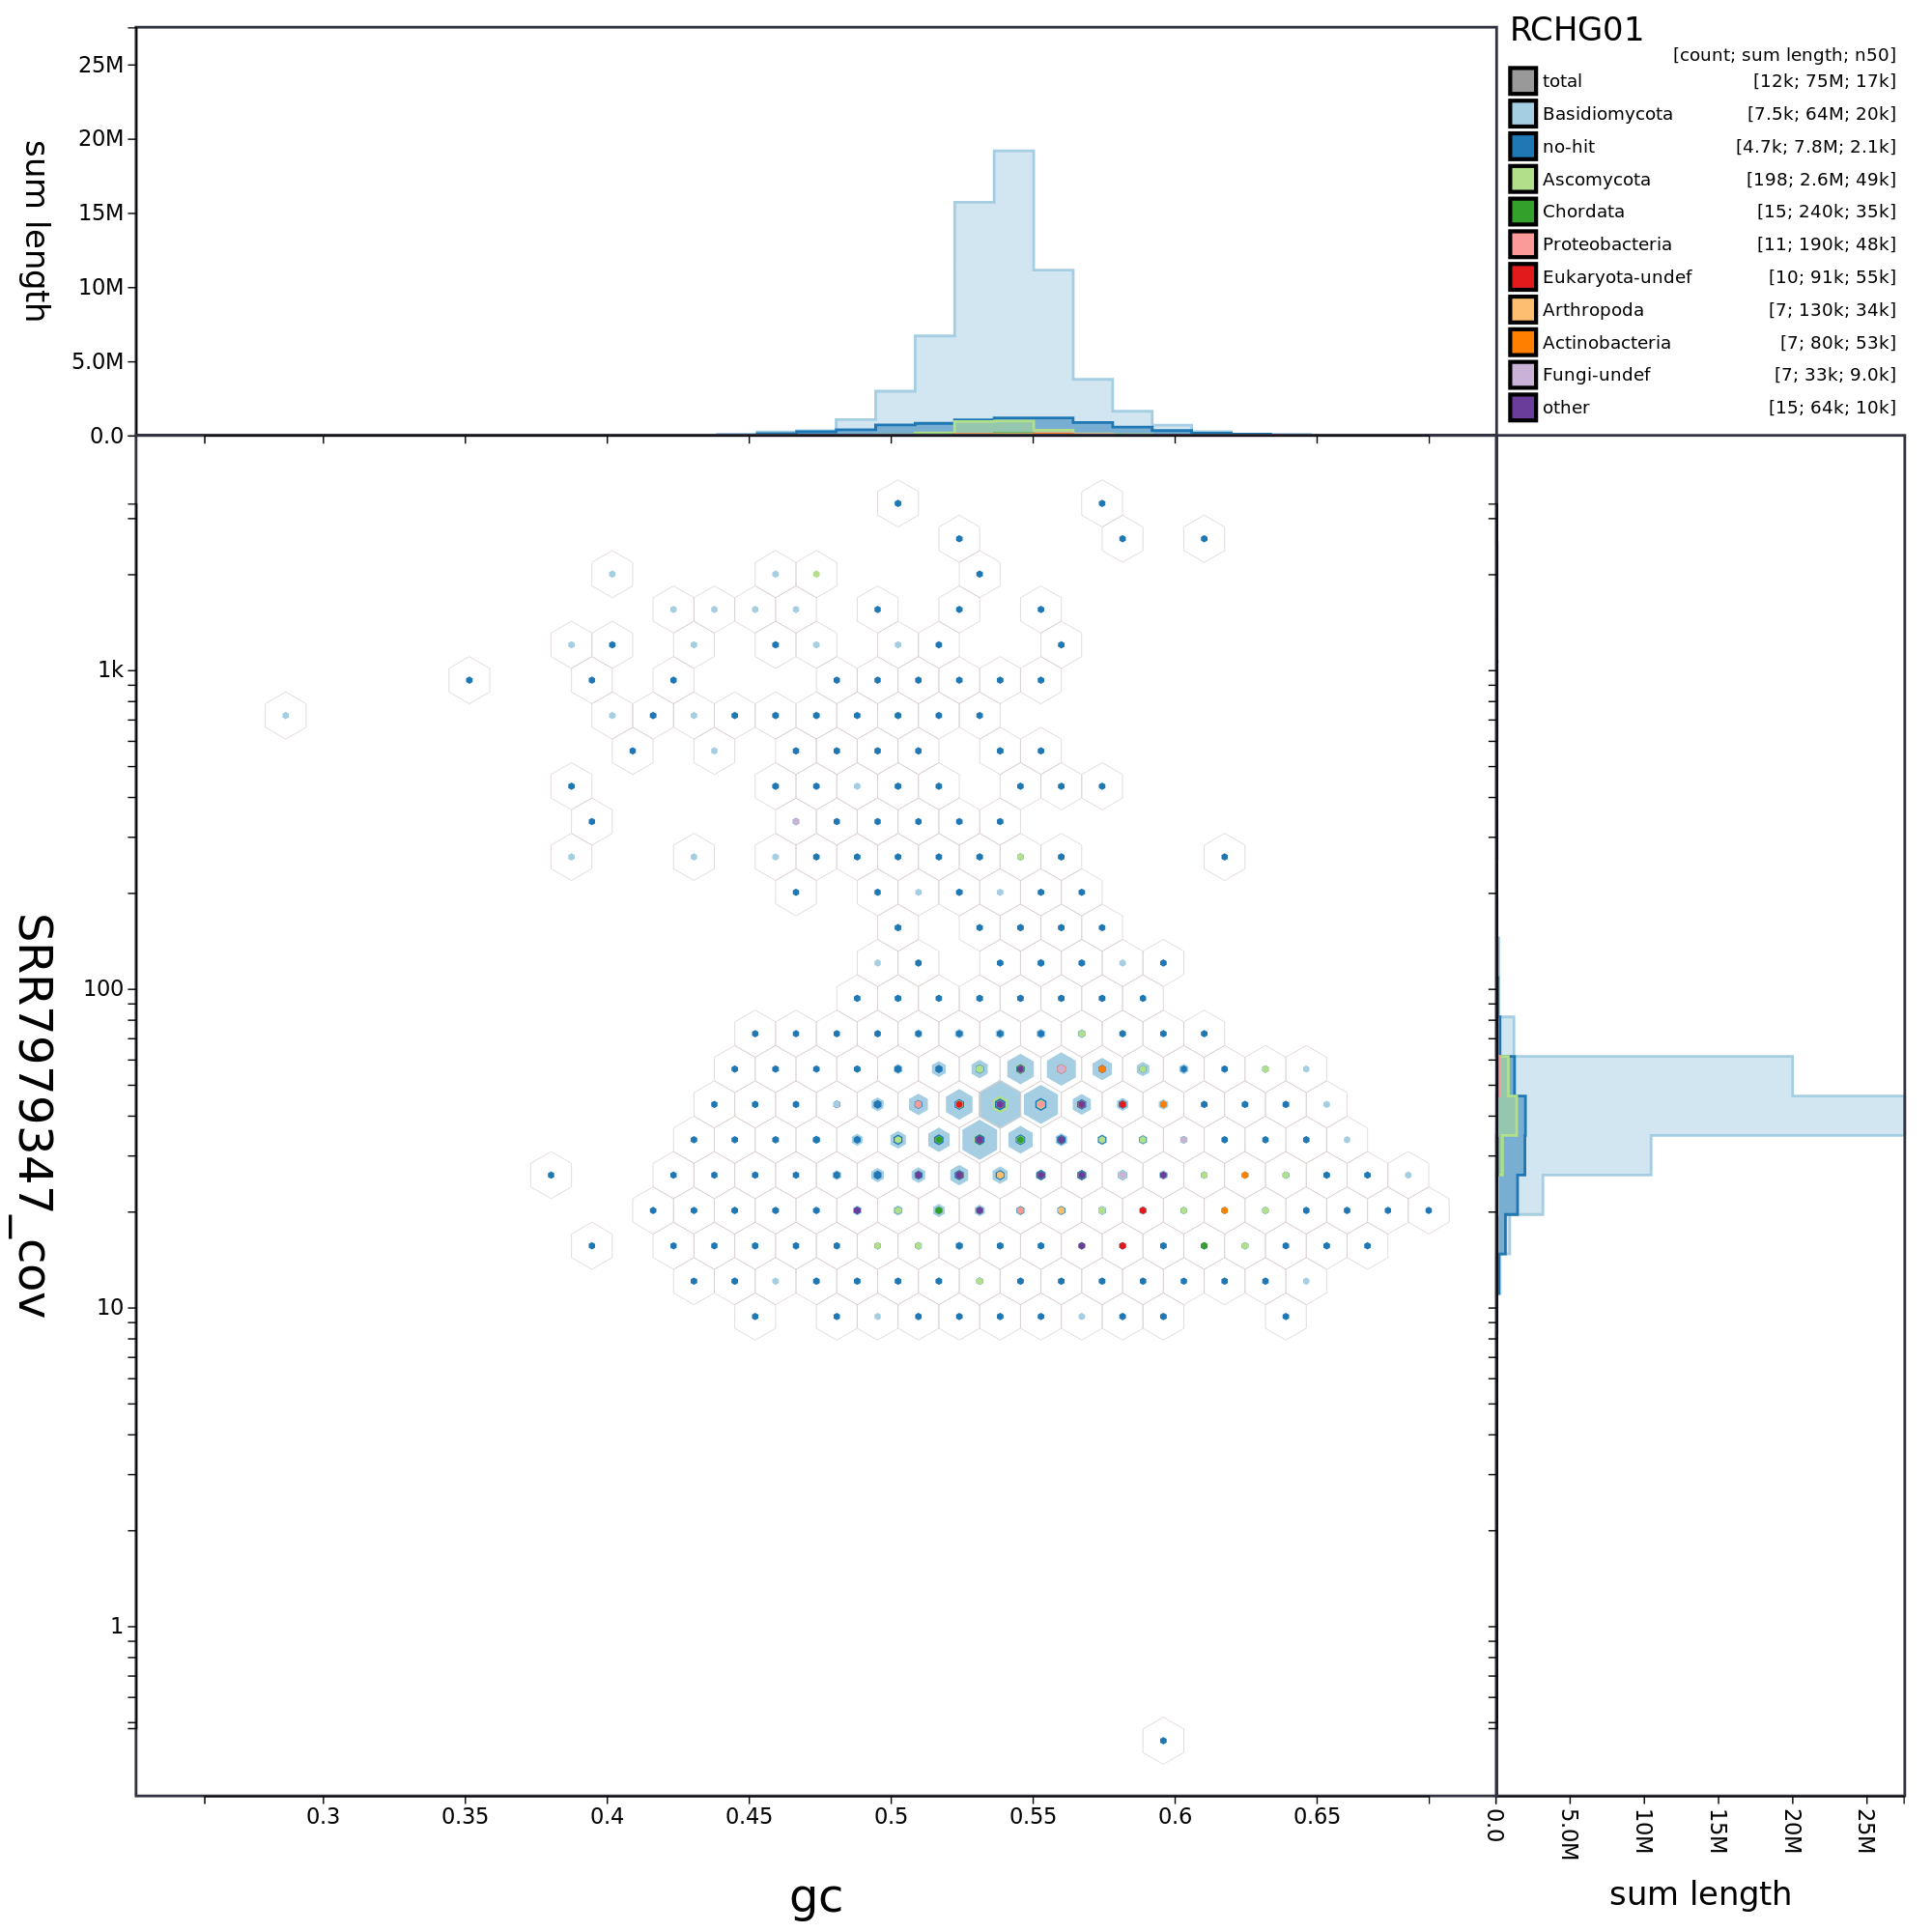 RCHG01
[count; sum length; n50]
total [12k; 75M; 17k]
Basidiomycota [7.5k; 64M; 20k]
no-hit [4.7k; 7.8M; 2.1k]
Ascomycota [198; 2.6M; 49k]
Chordata [15; 240k; 35k]
Proteobacteria [11; 190k; 48k]
Eukaryota-undef [10; 91k; 55k]
Arthropoda [7; 130k; 34k]
Actinobacteria [7; 80k; 53k]
Fungi-undef [7; 33k; 9.0k]
other [15; 64k; 10k]
sum length
25M
20M
15M
10M
5.0M
0.0
SRR7979347_cov
1k
100
10
1
0.3 0.35 0.4 0.45 0.5 0.55 0.6 0.65
gc
0.0 5.0M 10M 15M 20M 25M
sum length